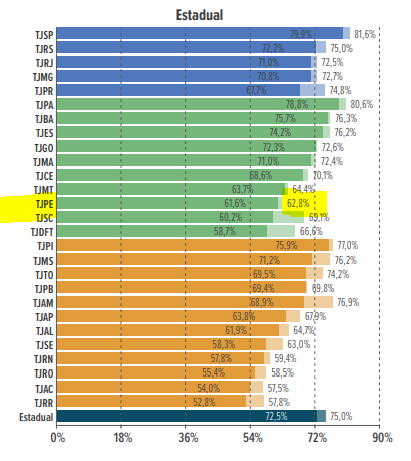 Estadual
TJSP 79,9% 81,6%
TJRS 72,2% 75,0%
TJRJ 71,0% 72,5%
TJMG 70,8% 72,7%
TJPR 67,7% 74,8%
TJPA 78,8% 80,6%
TJBA 75,7% 76,3%
TJES 74,2% 76,2%
TJGO 72,3% 72,6%
TJMA 71,0% 72,4%
TJCE 68,6% 70,1%
TJMT 63,7% 64,4%
TJPE 61,6% 62,8%
TJSC 60,2% 69,1%
TJDFT 58,7% 66,6%
TJPI 75,9% 77,0%
TJMS 71,2% 76,2%
TJTO 69,5% 74,2%
TJPB 69,4% 69,8%
TJAM 68,9% 76,9%
TJAP 63,8% 67,9%
TJAL 61,9% 64,7%
TJSE 58,3% 63,0%
TJRN 57,8% 59,4%
TJRO 55,4% 58,5%
TJAC 54,0% 57,5%
TJRR 52,8% 57,8%
Estadual 72,5% 75,0%
0% 18% 36% 54% 72% 90%